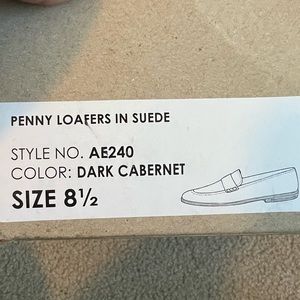 PENNY LOAFERS IN SUEDE
STYLE NO. AE240
COLOR: DARK CABERNET
SIZE 8½